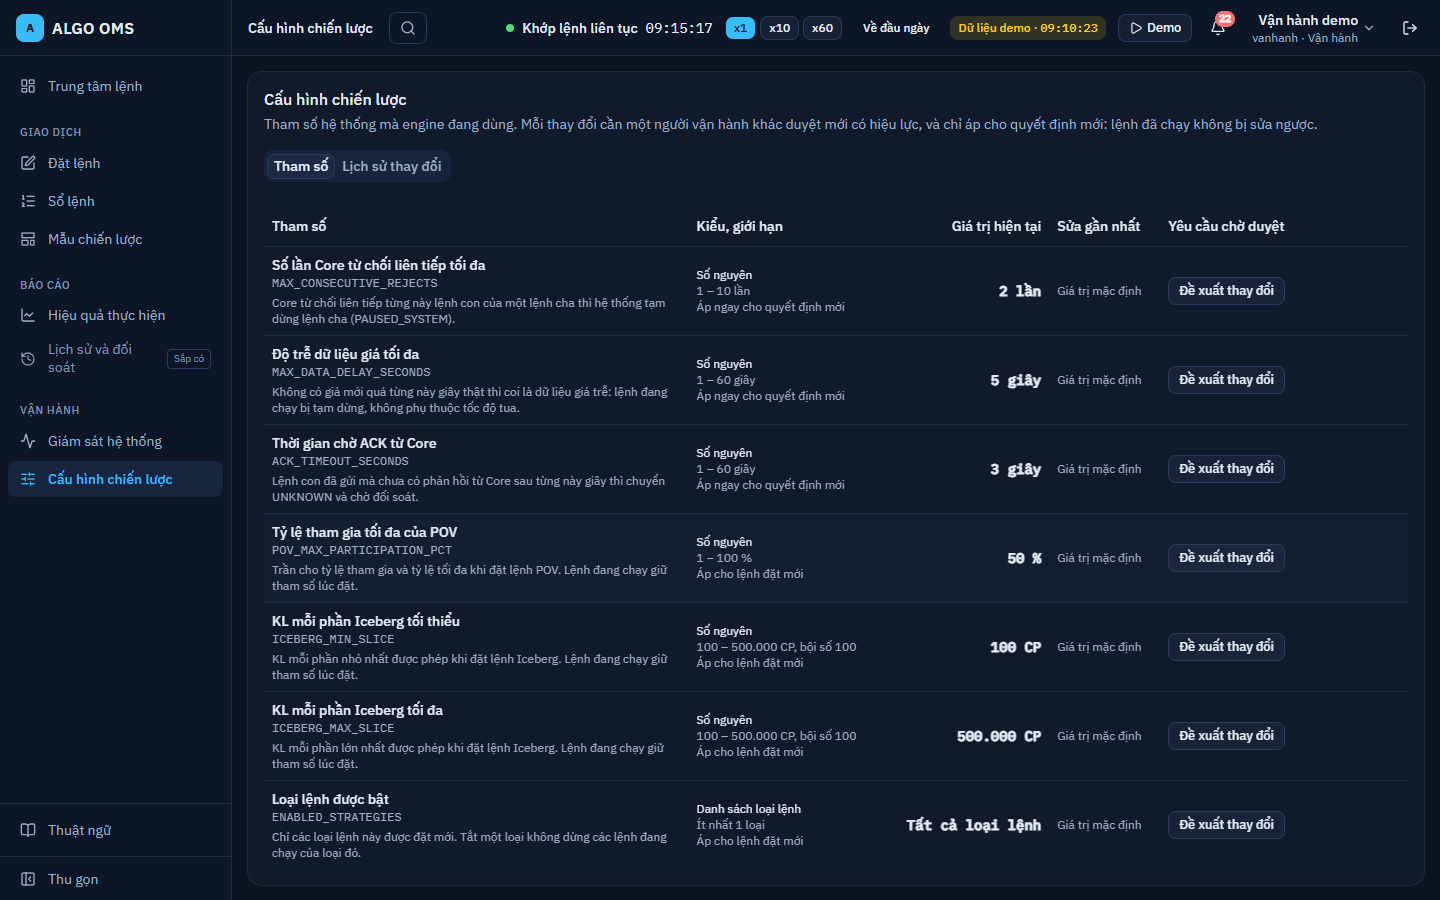 A ALGO OMS
Cấu hình chiến lược
Khớp lệnh liên tục 09:15:17
x1 x10 x60
Về đầu ngày
Dữ liệu demo · 09:10:23
Demo
22
Vận hành demo
vanhanh · Vận hành
Trung tâm lệnh
GIAO DỊCH
Đặt lệnh
Sổ lệnh
Mẫu chiến lược
BÁO CÁO
Hiệu quả thực hiện
Lịch sử và đối
soát
Sắp có
VẬN HÀNH
Giám sát hệ thống
Cấu hình chiến lược
Thuật ngữ
Thu gọn
Cấu hình chiến lược
Tham số hệ thống mà engine đang dùng. Mỗi thay đổi cần một người vận hành khác duyệt mới có hiệu lực, và chỉ áp cho quyết định mới: lệnh đã chạy không bị sửa ngược.
Tham số Lịch sử thay đổi
Tham số Kiểu, giới hạn Giá trị hiện tại Sửa gần nhất Yêu cầu chờ duyệt
Số lần Core từ chối liên tiếp tối đa
MAX_CONSECUTIVE_REJECTS
Core từ chối liên tiếp từng này lệnh con của một lệnh cha thì hệ thống tạm
dừng lệnh cha (PAUSED_SYSTEM).
Số nguyên
1 – 10 lần
Áp ngay cho quyết định mới
2 lần
Giá trị mặc định
Đề xuất thay đổi
Độ trễ dữ liệu giá tối đa
MAX_DATA_DELAY_SECONDS
Không có giá mới quá từng này giây thật thì coi là dữ liệu giá trễ: lệnh đang
chạy bị tạm dừng, không phụ thuộc tốc độ tua.
Số nguyên
1 – 60 giây
Áp ngay cho quyết định mới
5 giây
Giá trị mặc định
Đề xuất thay đổi
Thời gian chờ ACK từ Core
ACK_TIMEOUT_SECONDS
Lệnh con đã gửi mà chưa có phản hồi từ Core sau từng này giây thì chuyển
UNKNOWN và chờ đối soát.
Số nguyên
1 – 60 giây
Áp ngay cho quyết định mới
3 giây
Giá trị mặc định
Đề xuất thay đổi
Tỷ lệ tham gia tối đa của POV
POV_MAX_PARTICIPATION_PCT
Trần cho tỷ lệ tham gia và tỷ lệ tối đa khi đặt lệnh POV. Lệnh đang chạy giữ
tham số lúc đặt.
Số nguyên
1 – 100 %
Áp cho lệnh đặt mới
50 %
Giá trị mặc định
Đề xuất thay đổi
KL mỗi phần Iceberg tối thiểu
ICEBERG_MIN_SLICE
KL mỗi phần nhỏ nhất được phép khi đặt lệnh Iceberg. Lệnh đang chạy giữ
tham số lúc đặt.
Số nguyên
100 – 500.000 CP, bội số 100
Áp cho lệnh đặt mới
100 CP
Giá trị mặc định
Đề xuất thay đổi
KL mỗi phần Iceberg tối đa
ICEBERG_MAX_SLICE
KL mỗi phần lớn nhất được phép khi đặt lệnh Iceberg. Lệnh đang chạy giữ
tham số lúc đặt.
Số nguyên
100 – 500.000 CP, bội số 100
Áp cho lệnh đặt mới
500.000 CP
Giá trị mặc định
Đề xuất thay đổi
Loại lệnh được bật
ENABLED_STRATEGIES
Chỉ các loại lệnh này được đặt mới. Tắt một loại không dừng các lệnh đang
chạy của loại đó.
Danh sách loại lệnh
Ít nhất 1 loại
Áp cho lệnh đặt mới
Tất cả loại lệnh
Giá trị mặc định
Đề xuất thay đổi